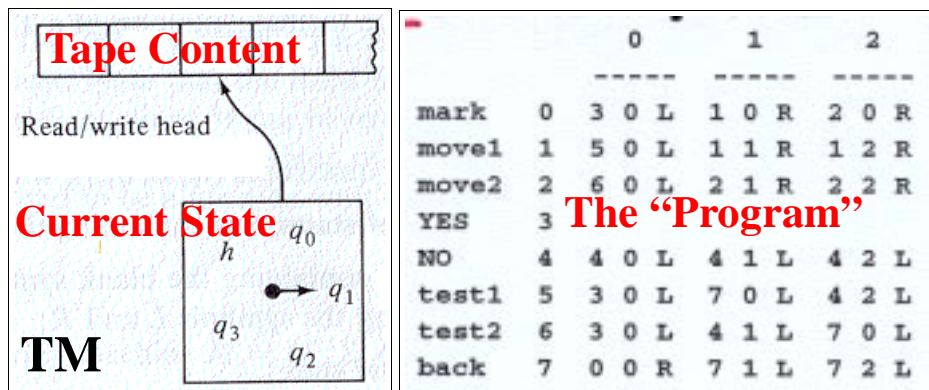 Tape Content
Read/write head
Current State
h
q0
q1
q3
q2
TM
0 1 2
----- ----- -----
mark 0 3 0 L 1 0 R 2 0 R
move1 1 5 0 L 1 1 R 1 2 R
move2 2 6 0 L 2 1 R 2 2 R
YES 3
The “Program”
NO 4 4 0 L 4 1 L 4 2 L
test1 5 3 0 L 7 0 L 4 2 L
test2 6 3 0 L 4 1 L 7 0 L
back 7 0 0 R 7 1 L 7 2 L